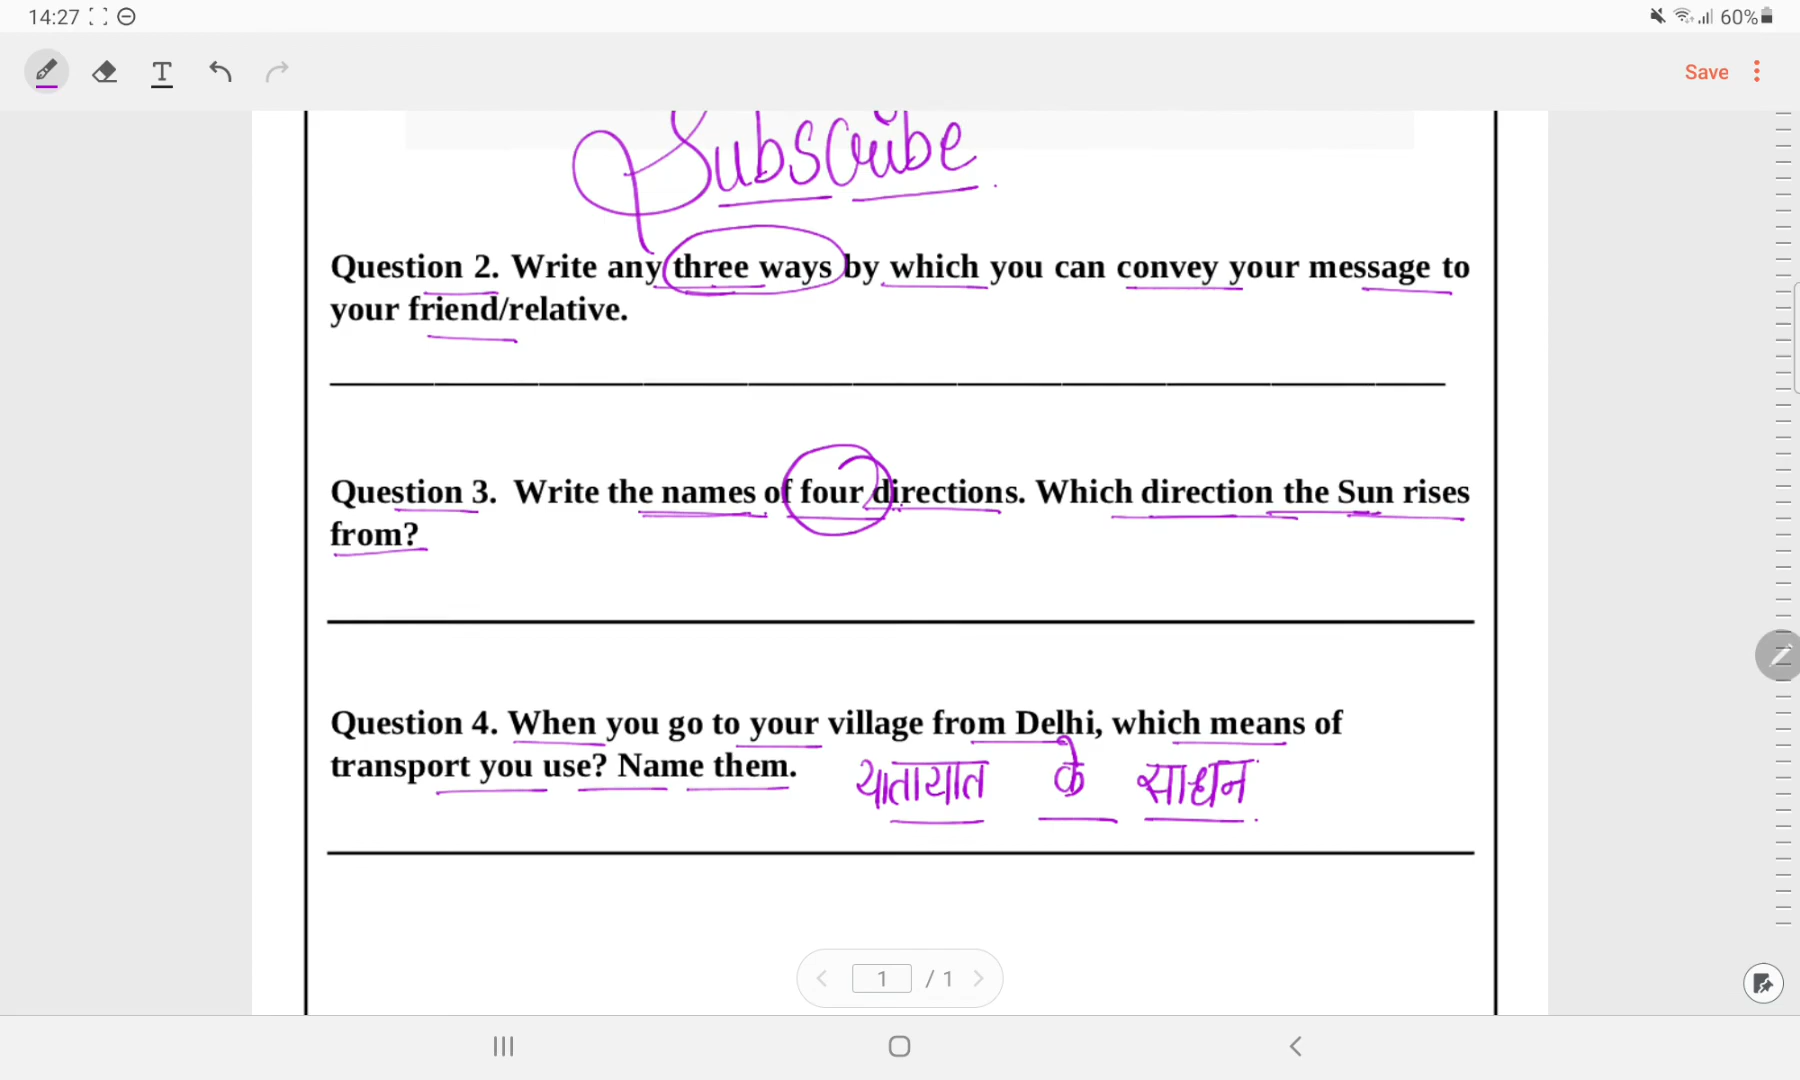 14:27 60%
Save
Subscribe
Question 2. Write any three ways by which you can convey your message to
your friend/relative.
Question 3. Write the names of four directions. Which direction the Sun rises
from?
Question 4. When you go to your village from Delhi, which means of
transport you use? Name them. यातायात के साधन
1 / 1